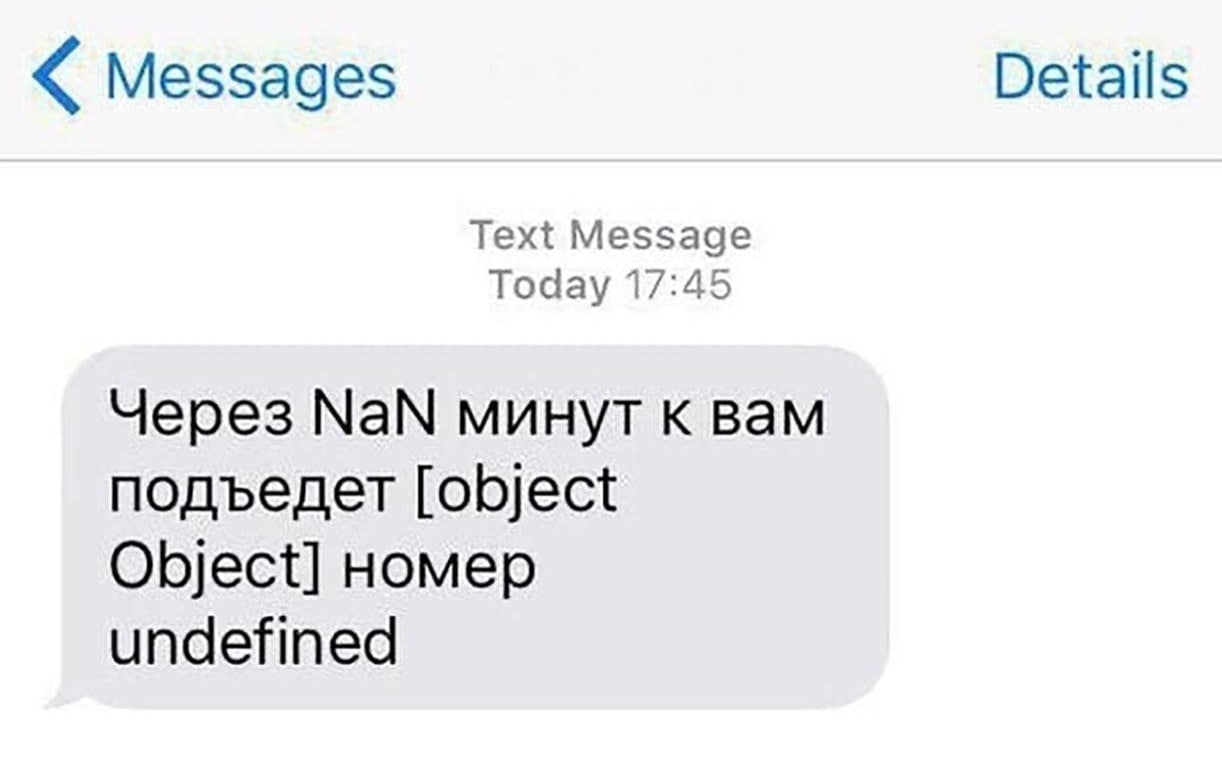 Messages
Details
Text Message
Today 17:45
Через NaN минут к вам
подъедет [object
Object] номер
undefined